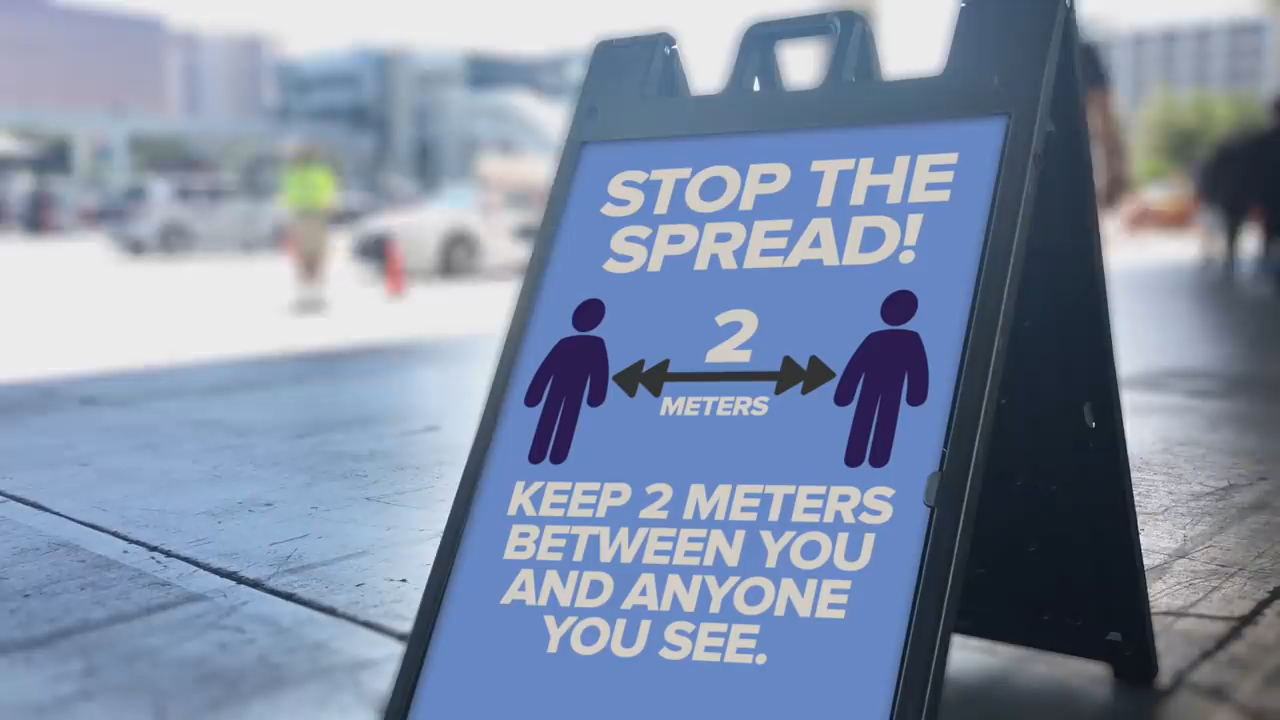 STOP THE
SPREAD!
2
METERS
KEEP 2 METERS
BETWEEN YOU
AND ANYONE
YOU SEE.